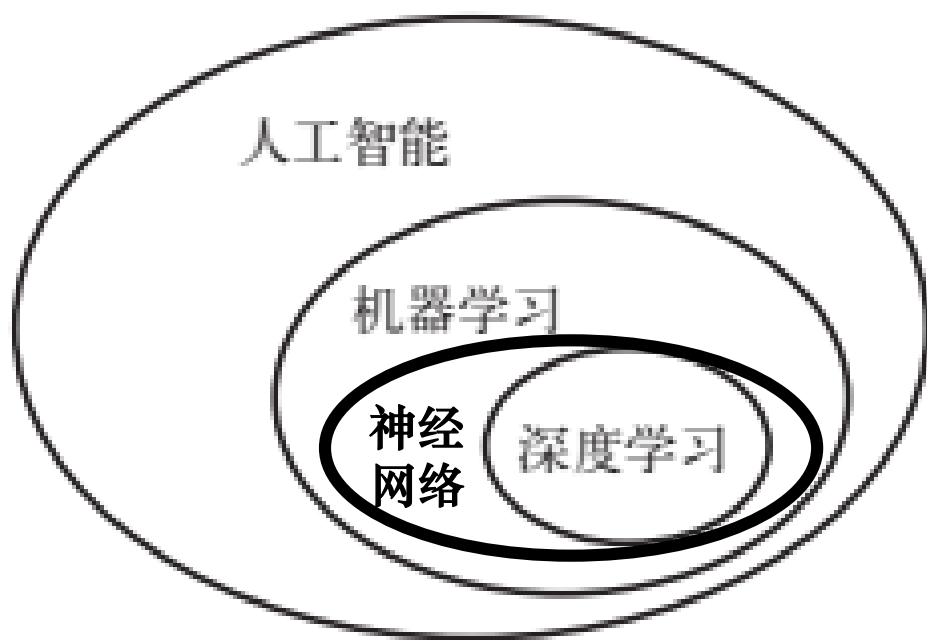 人工智能
机器学习
神经
网络
深度学习